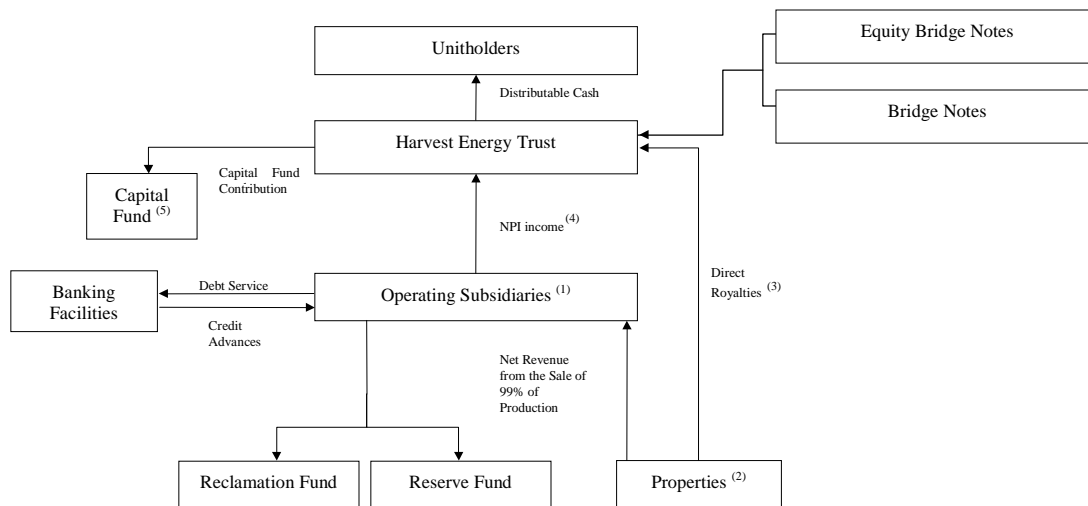 Unitholders
Equity Bridge Notes
Bridge Notes
Distributable Cash
Harvest Energy Trust
Capital Fund
Contribution
Capital
Fund (5)
NPI income(4)
Direct
Royalties (3)
Banking
Facilities
Debt Service
Credit
Advances
Operating Subsidiaries (1)
Net Revenue
from the Sale of
99% of
Production
Reclamation Fund
Reserve Fund
Properties (2)